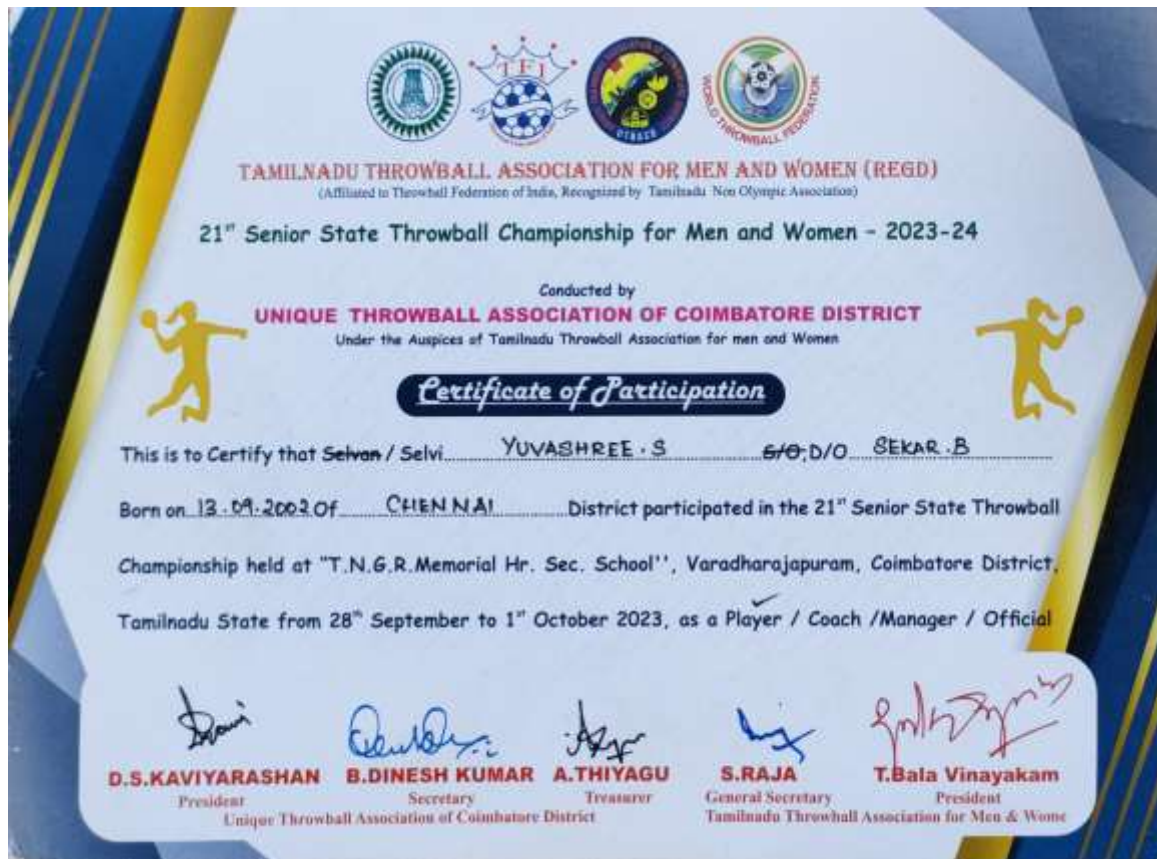 TFI
WORLD THROWBALL FEDERATION
TAMILNADU THROWBALL ASSOCIATION FOR MEN AND WOMEN (REGD)
(Affiliated to Throwball Federation of India, Recognized by Tamilnadu Non Olympic Association)
21st Senior State Throwball Championship for Men and Women - 2023-24
Conducted by
UNIQUE THROWBALL ASSOCIATION OF COIMBATORE DISTRICT
Under the Auspices of Tamilnadu Throwball Association for men and Women
Certificate of Participation
This is to Certify that Selvan / Selvi YUVASHREE.S S/O,D/O SEKAR.B
Born on 13.09.2002 Of CHENNAI District participated in the 21st Senior State Throwball
Championship held at "T.N.G.R.Memorial Hr. Sec. School'', Varadharajapuram, Coimbatore District,
Tamilnadu State from 28th September to 1st October 2023, as a Player / Coach /Manager / Official
D.S.KAVIYARASHAN B.DINESH KUMAR A.THIYAGU S.RAJA T.Bala Vinayakam
President Secretary Treasurer General Secretary President
Unique Throwball Association of Coimbatore District Tamilnadu Throwball Association for Men & Wome